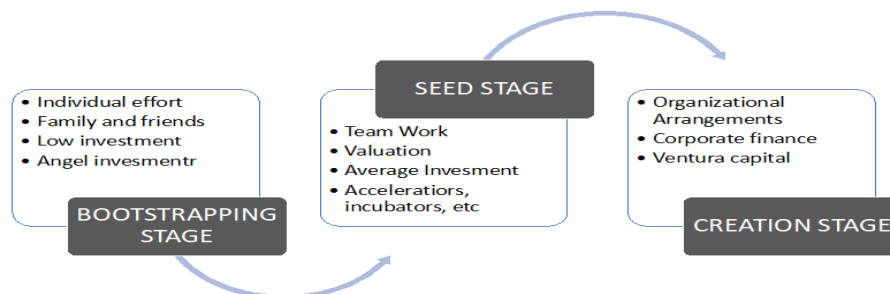 • Individual effort
• Family and friends
• Low investment
• Angel invesmentr
BOOTSTRAPPING
STAGE
SEED STAGE
• Team Work
• Valuation
• Average Invesment
• Acceleratiors,
incubators, etc
• Organizational
Arrangements
• Corporate finance
• Ventura capital
CREATION STAGE